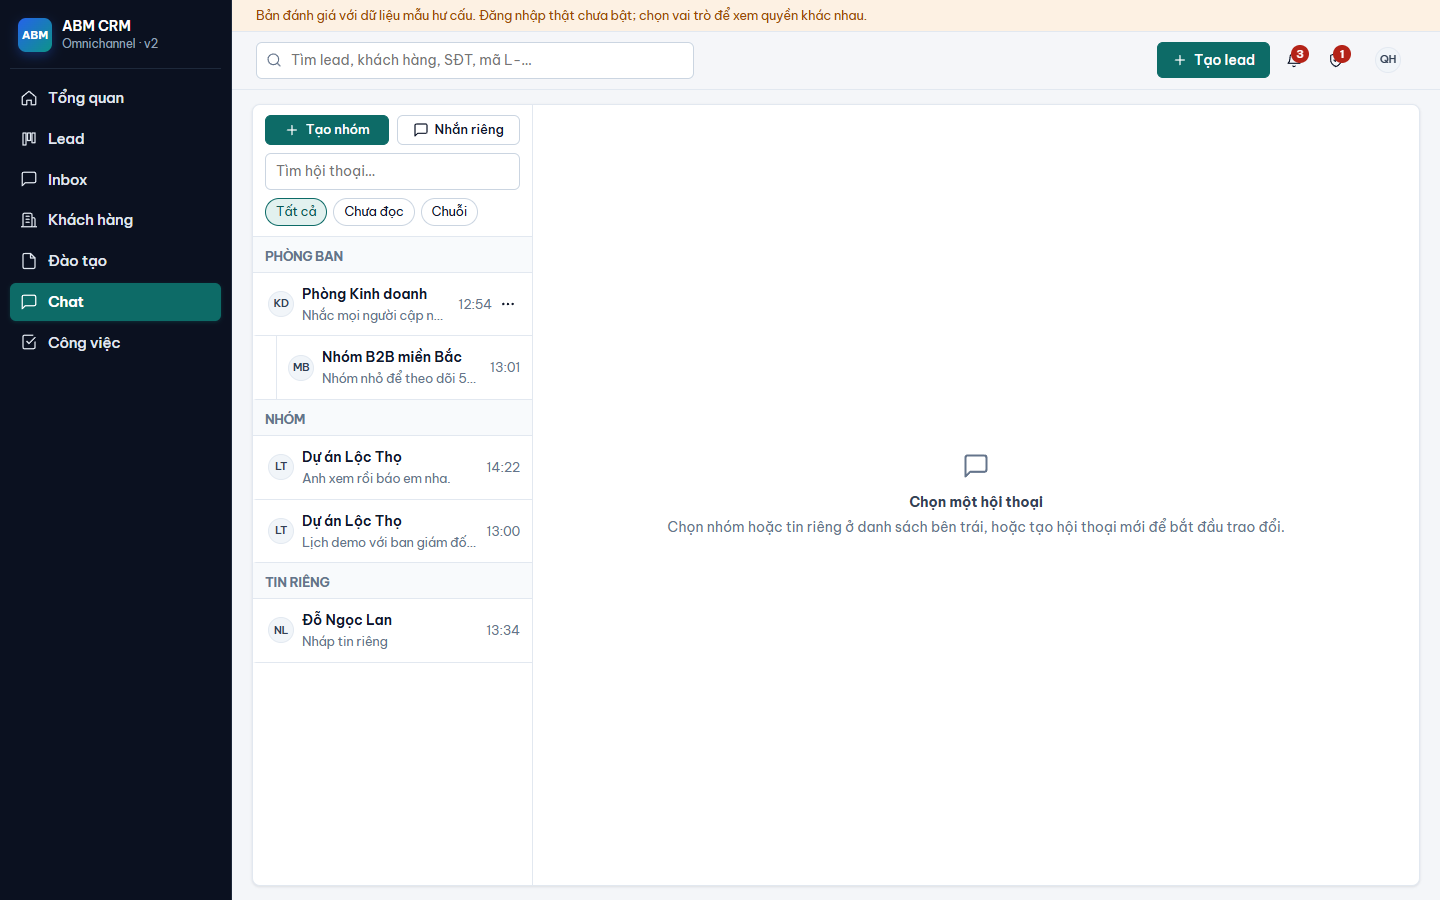 ABM
ABM CRM
Omnichannel · v2
Tổng quan
Lead
Inbox
Khách hàng
Đào tạo
Chat
Công việc
Bản đánh giá với dữ liệu mẫu hư cấu. Đăng nhập thật chưa bật; chọn vai trò để xem quyền khác nhau.
Tìm lead, khách hàng, SĐT, mã L-...
+ Tạo lead
3
1
QH
+ Tạo nhóm
Nhắn riêng
Tìm hội thoại...
Tất cả
Chưa đọc
Chuỗi
PHÒNG BAN
KD
Phòng Kinh doanh
Nhắc mọi người cập n...
12:54
...
MB
Nhóm B2B miền Bắc
Nhóm nhỏ để theo dõi 5...
13:01
NHÓM
LT
Dự án Lộc Thọ
Anh xem rồi báo em nha.
14:22
LT
Dự án Lộc Thọ
Lịch demo với ban giám đố...
13:00
TIN RIÊNG
NL
Đỗ Ngọc Lan
Nháp tin riêng
13:34
Chọn một hội thoại
Chọn nhóm hoặc tin riêng ở danh sách bên trái, hoặc tạo hội thoại mới để bắt đầu trao đổi.